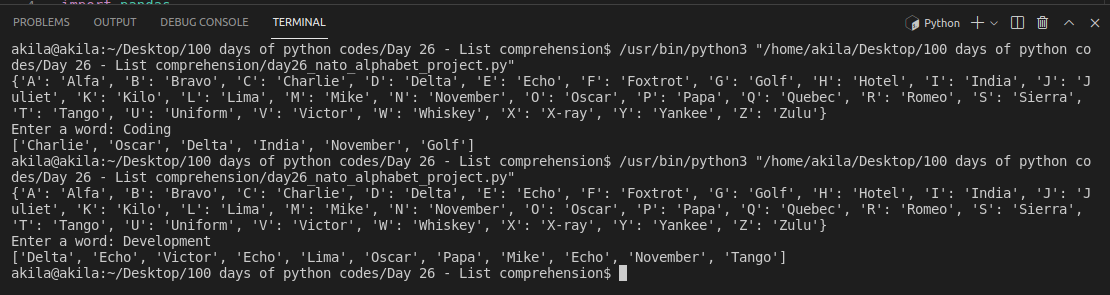 import pandas
PROBLEMS OUTPUT DEBUG CONSOLE TERMINAL Python
akila@akila:~/Desktop/100 days of python codes/Day 26 - List comprehension$ /usr/bin/python3 "/home/akila/Desktop/100 days of python co
des/Day 26 - List comprehension/day26_nato_alphabet_project.py"
{'A': 'Alfa', 'B': 'Bravo', 'C': 'Charlie', 'D': 'Delta', 'E': 'Echo', 'F': 'Foxtrot', 'G': 'Golf', 'H': 'Hotel', 'I': 'India', 'J': 'J
uliet', 'K': 'Kilo', 'L': 'Lima', 'M': 'Mike', 'N': 'November', 'O': 'Oscar', 'P': 'Papa', 'Q': 'Quebec', 'R': 'Romeo', 'S': 'Sierra',
'T': 'Tango', 'U': 'Uniform', 'V': 'Victor', 'W': 'Whiskey', 'X': 'X-ray', 'Y': 'Yankee', 'Z': 'Zulu'}
Enter a word: Coding
['Charlie', 'Oscar', 'Delta', 'India', 'November', 'Golf']
akila@akila:~/Desktop/100 days of python codes/Day 26 - List comprehension$ /usr/bin/python3 "/home/akila/Desktop/100 days of python co
des/Day 26 - List comprehension/day26_nato_alphabet_project.py"
{'A': 'Alfa', 'B': 'Bravo', 'C': 'Charlie', 'D': 'Delta', 'E': 'Echo', 'F': 'Foxtrot', 'G': 'Golf', 'H': 'Hotel', 'I': 'India', 'J': 'J
uliet', 'K': 'Kilo', 'L': 'Lima', 'M': 'Mike', 'N': 'November', 'O': 'Oscar', 'P': 'Papa', 'Q': 'Quebec', 'R': 'Romeo', 'S': 'Sierra',
'T': 'Tango', 'U': 'Uniform', 'V': 'Victor', 'W': 'Whiskey', 'X': 'X-ray', 'Y': 'Yankee', 'Z': 'Zulu'}
Enter a word: Development
['Delta', 'Echo', 'Victor', 'Echo', 'Lima', 'Oscar', 'Papa', 'Mike', 'Echo', 'November', 'Tango']
akila@akila:~/Desktop/100 days of python codes/Day 26 - List comprehension$